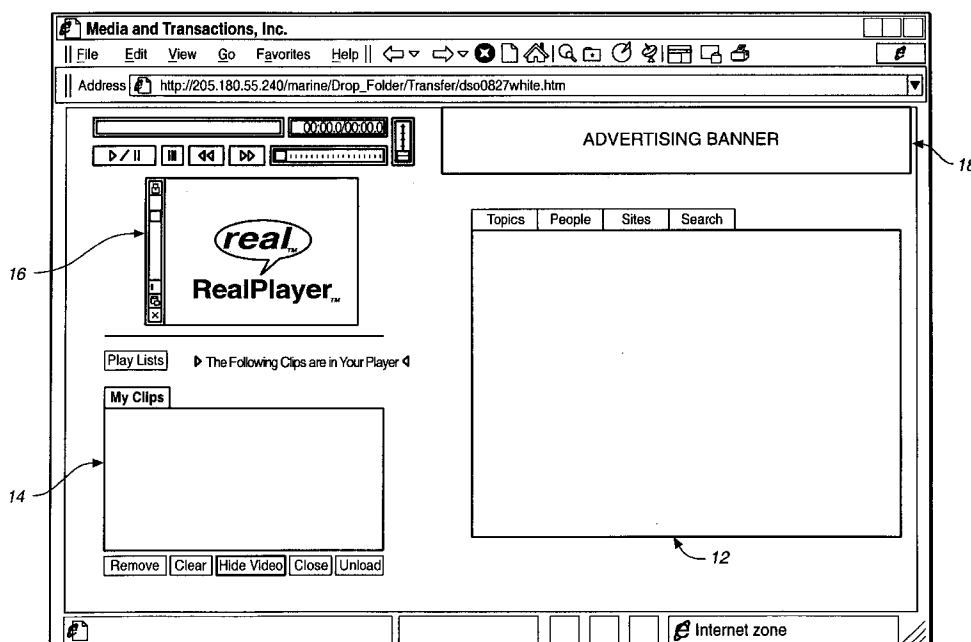 Media and Transactions, Inc.
File Edit View Go Favorites Help
Address http://205.180.55.240/marine/Drop_Folder/Transfer/dso0827white.htm
00:00.0/00:00.0
ADVERTISING BANNER
18
Topics People Sites Search
16
real™
RealPlayer™
Play Lists The Following Clips are in Your Player
My Clips
14
Remove Clear Hide Video Close Unload
12
Internet zone